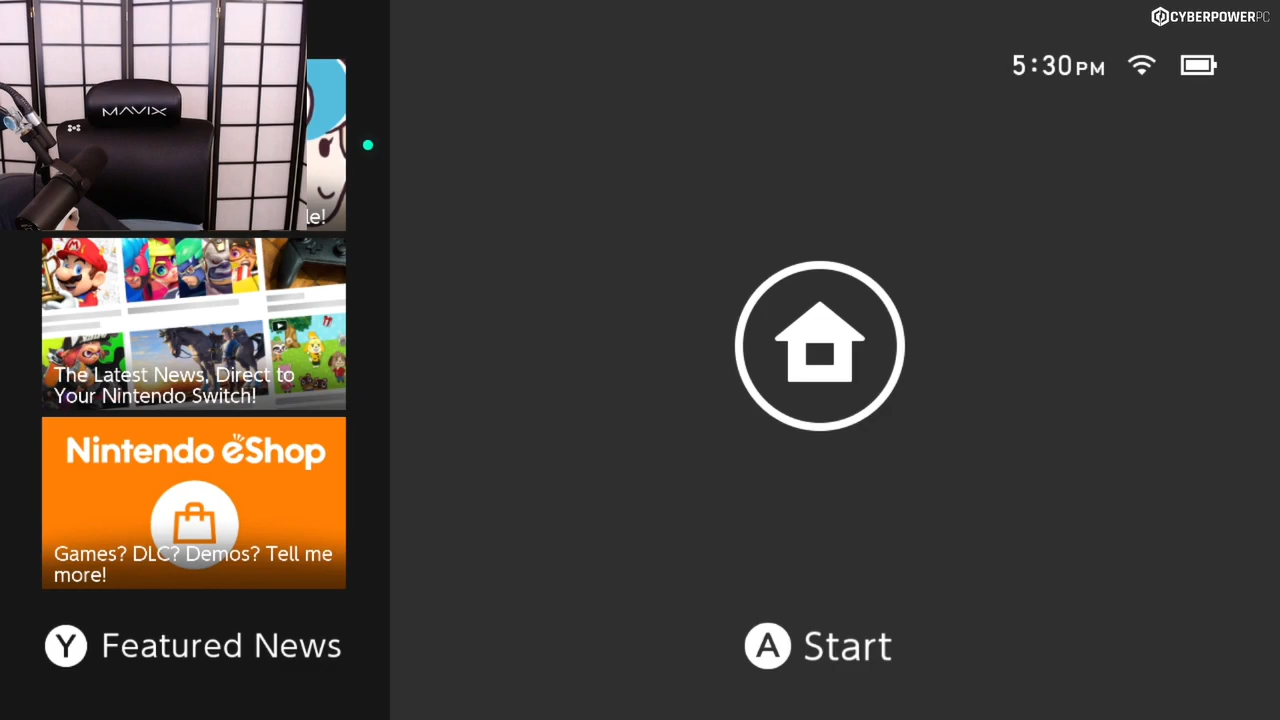 CYBERPOWERPC
5:30PM
MAVIX
le!
The Latest News, Direct to
Your Nintendo Switch!
Nintendo eShop
Games? DLC? Demos? Tell me
more!
Y Featured News
A Start